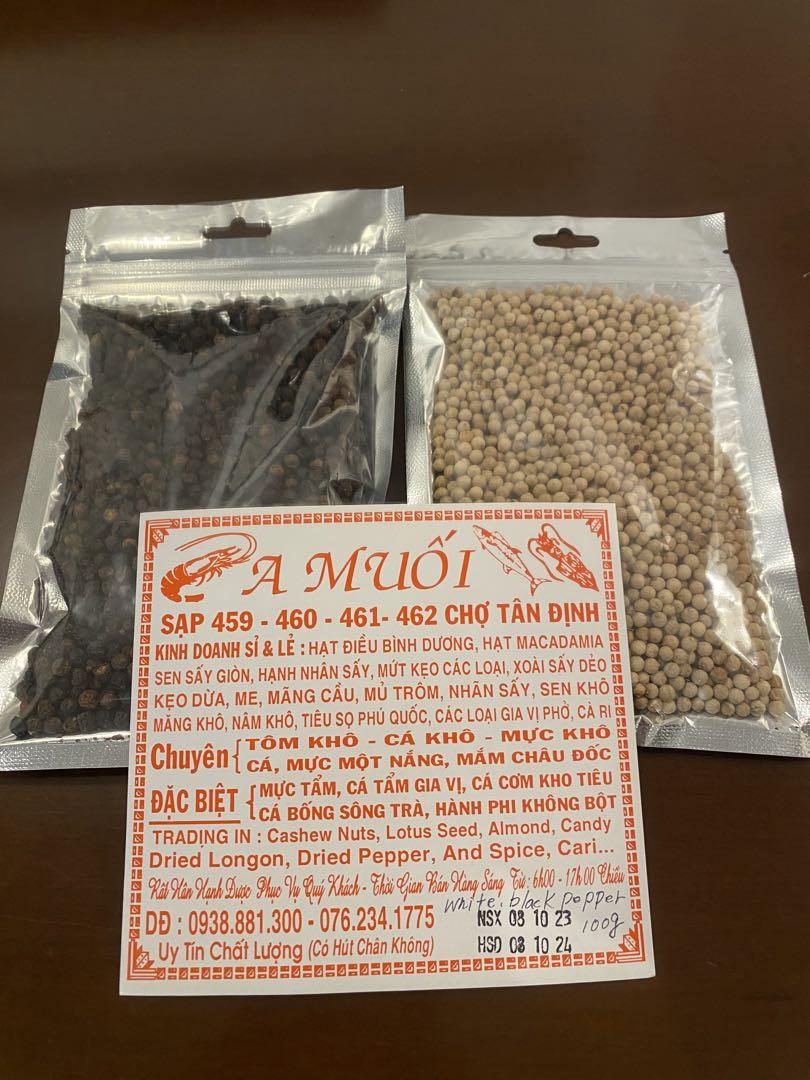 A MUỐI
SẠP 459 - 460 - 461- 462 CHỢ TÂN ĐỊNH
KINH DOANH SỈ & LẺ : HẠT ĐIỀU BÌNH DƯƠNG, HẠT MACADAMIA
SEN SẤY GIÒN, HẠNH NHÂN SẤY, MỨT KẸO CÁC LOẠI, XOÀI SẤY DẺO
KẸO DỪA, ME, MÃNG CẦU, MỦ TRÔM, NHÃN SẤY, SEN KHÔ
MĂNG KHÔ, NẤM KHÔ, TIÊU SỌ PHÚ QUỐC, CÁC LOẠI GIA VỊ PHỞ, CÀ RI
Chuyên { TÔM KHÔ - CÁ KHÔ - MỰC KHÔ
CÁ, MỰC MỘT NẮNG, MẮM CHÂU ĐỐC
ĐẶC BIỆT { MỰC TẨM, CÁ TẨM GIA VỊ, CÁ CƠM KHO TIÊU
CÁ BỐNG SÔNG TRÀ, HÀNH PHI KHÔNG BỘT
TRADING IN : Cashew Nuts, Lotus Seed, Almond, Candy
Dried Longon, Dried Pepper, And Spice, Cari...
Rất Hân Hạnh Được Phục Vụ Quý Khách - Thời Gian Bán Hàng Sáng Từ : 6h00 - 17h00 Chiều
white. black pepper
DĐ : 0938.881.300 - 076.234.1775
NSX 08 10 23
100g
Uy Tín Chất Lượng (Có Hút Chân Không)
HSD 08 10 24